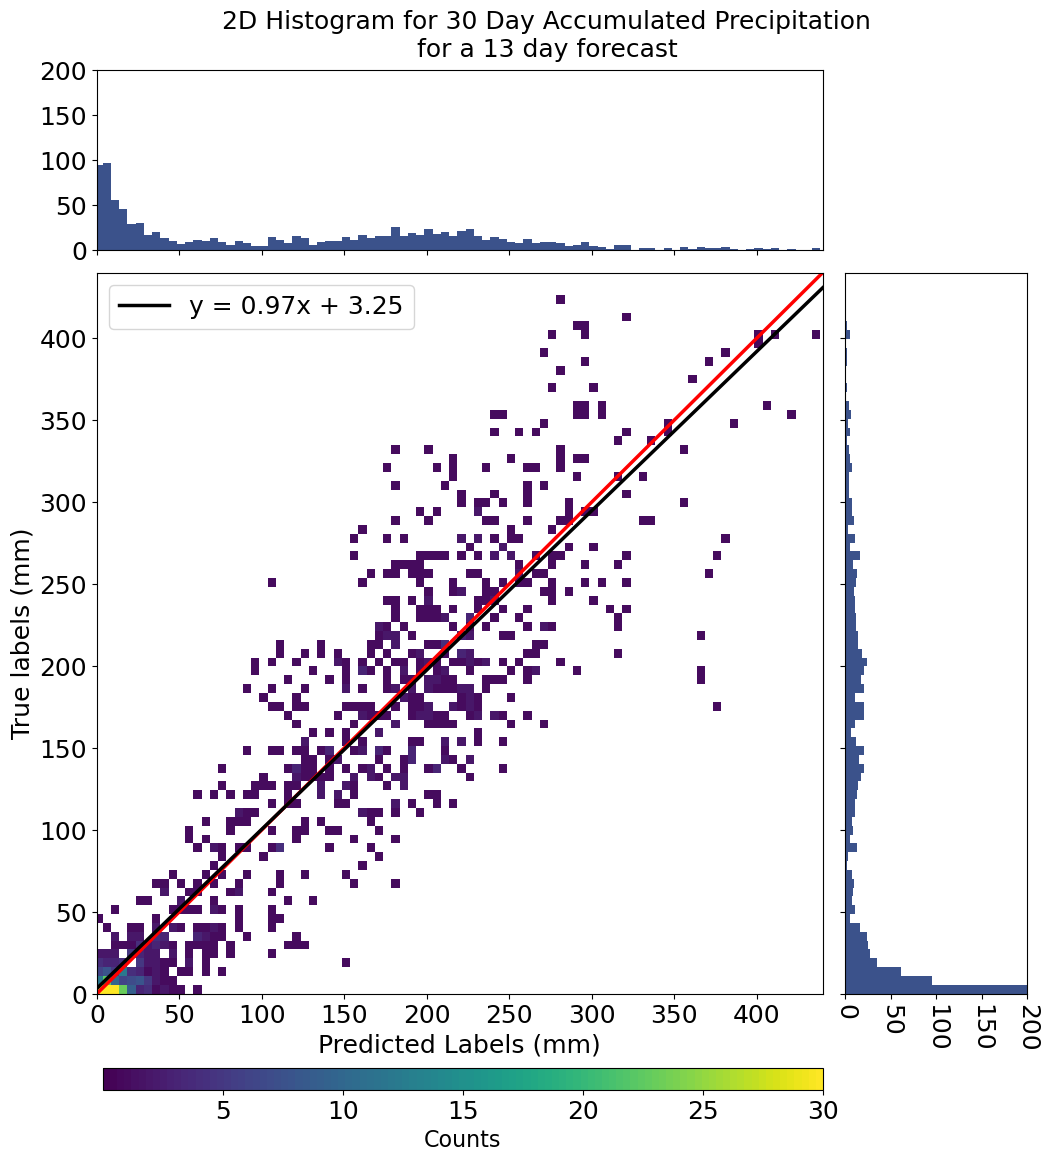 2D Histogram for 30 Day Accumulated Precipitation
for a 13 day forecast
200
150
100
50
0
y = 0.97x + 3.25
400
350
300
250
200
150
100
50
0
True labels (mm)
0 50 100 150 200 250 300 350 400
Predicted Labels (mm)
0 50 100 150 200
5 10 15 20 25 30
Counts